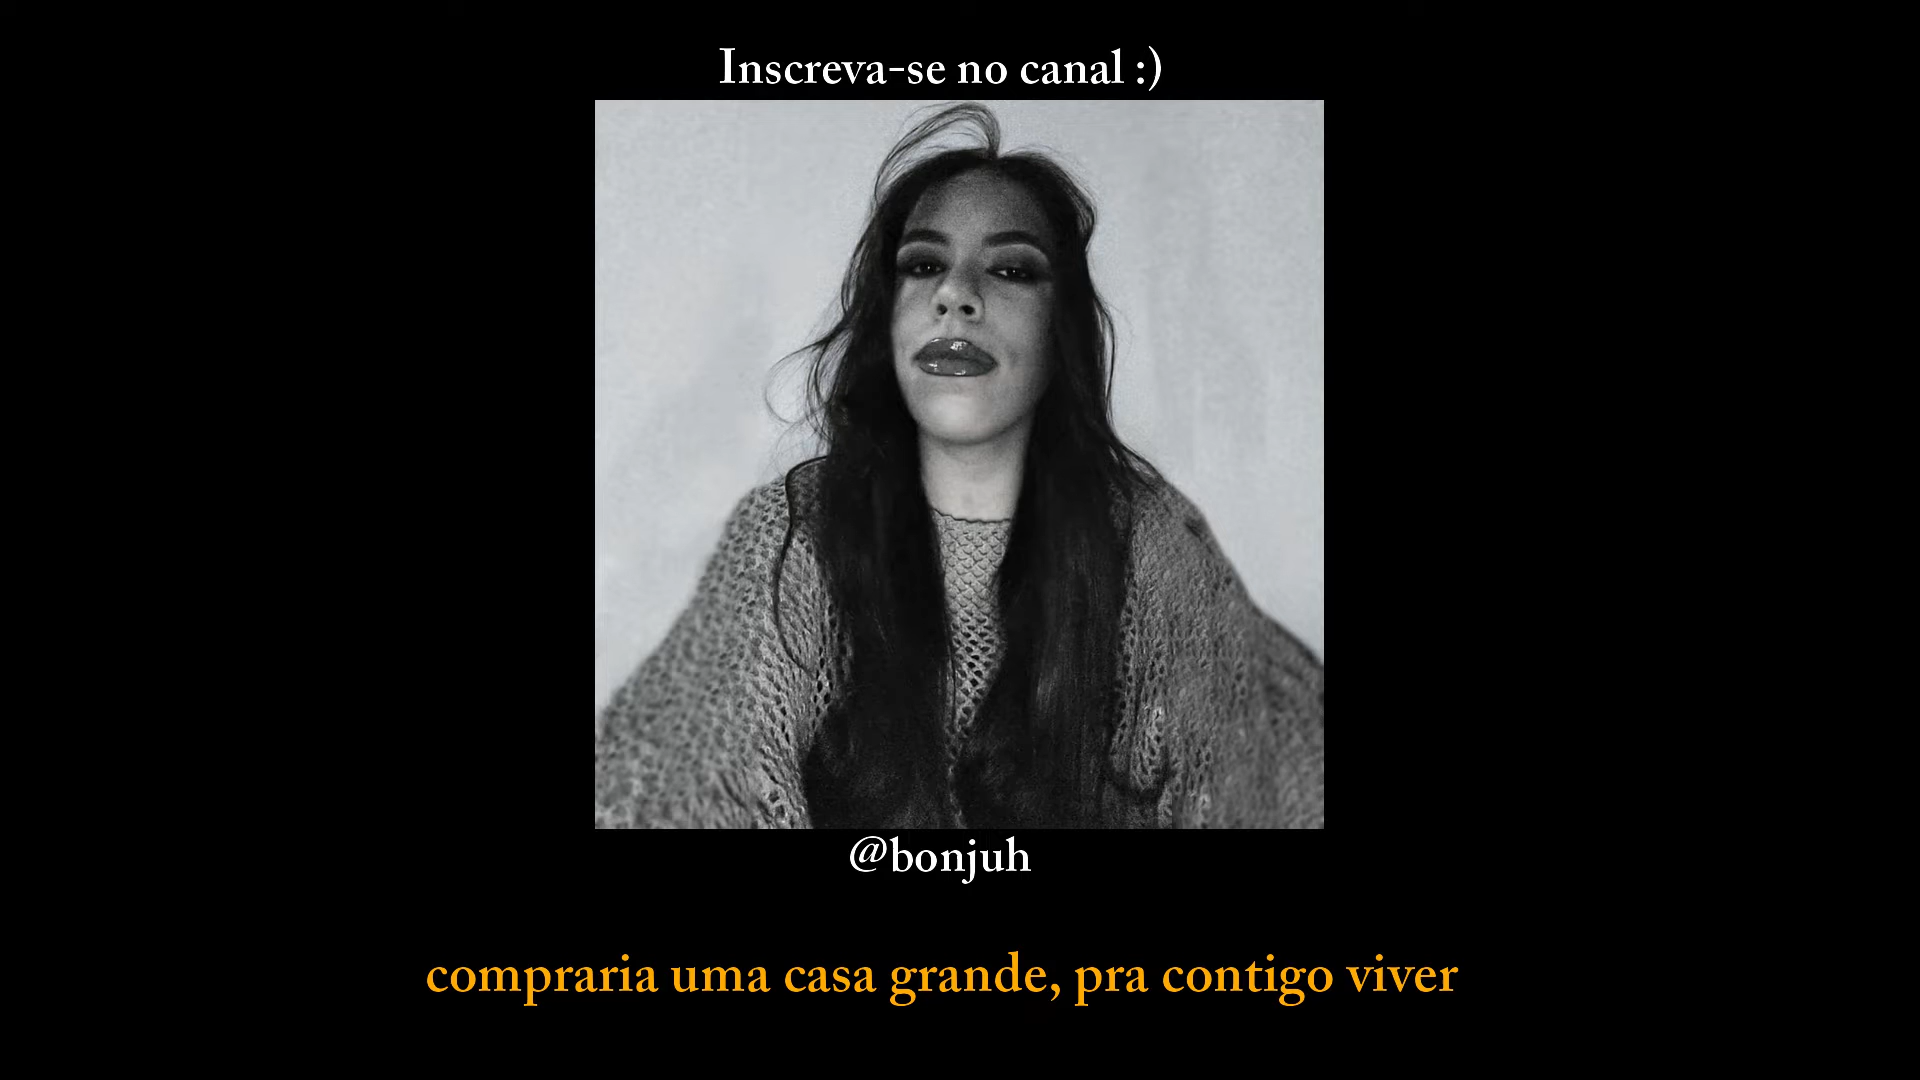 Inscreva-se no canal :)
@bonjuh
compraria uma casa grande, pra contigo viver